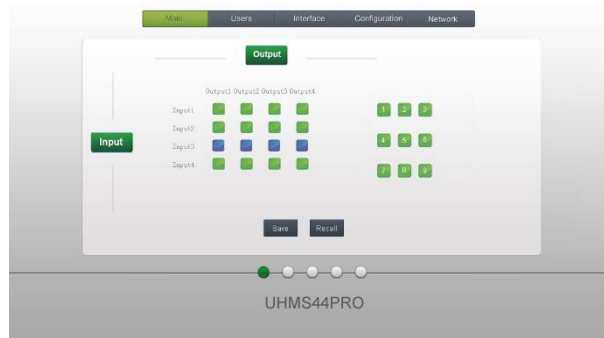 Main Users Interface Configuration Network
Output
Output1 Output2 Output3 Output4
Input1
Input2
Input3
Input4
1 2 3
4 5 6
7 8 9
Input
Save Recall
UHMS44PRO